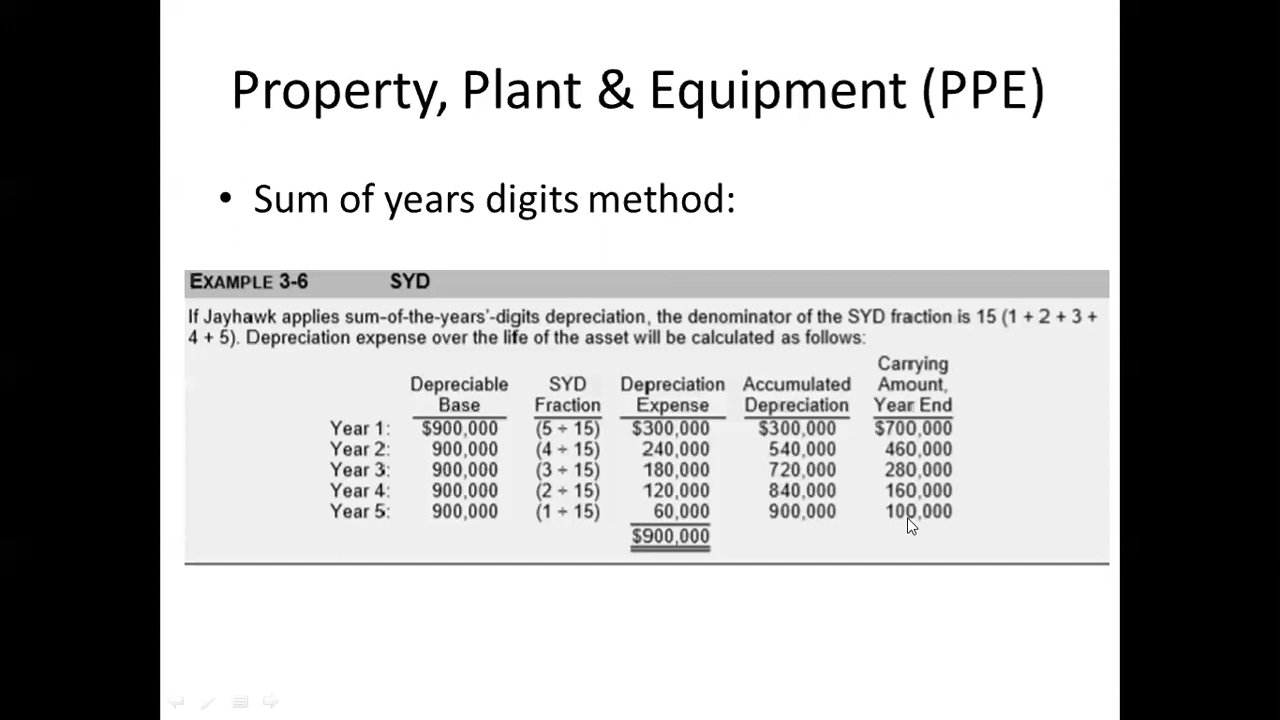 Property, Plant & Equipment (PPE)
• Sum of years digits method:
EXAMPLE 3-6 SYD
If Jayhawk applies sum-of-the-years'-digits depreciation, the denominator of the SYD fraction is 15 (1 + 2 + 3 +
4 + 5). Depreciation expense over the life of the asset will be calculated as follows:
Carrying
Depreciable SYD Depreciation Accumulated Amount,
Base Fraction Expense Depreciation Year End
Year 1: $900,000 (5 ÷ 15) $300,000 $300,000 $700,000
Year 2: 900,000 (4 ÷ 15) 240,000 540,000 460,000
Year 3: 900,000 (3 ÷ 15) 180,000 720,000 280,000
Year 4: 900,000 (2 ÷ 15) 120,000 840,000 160,000
Year 5: 900,000 (1 ÷ 15) 60,000 900,000 100,000
$900,000